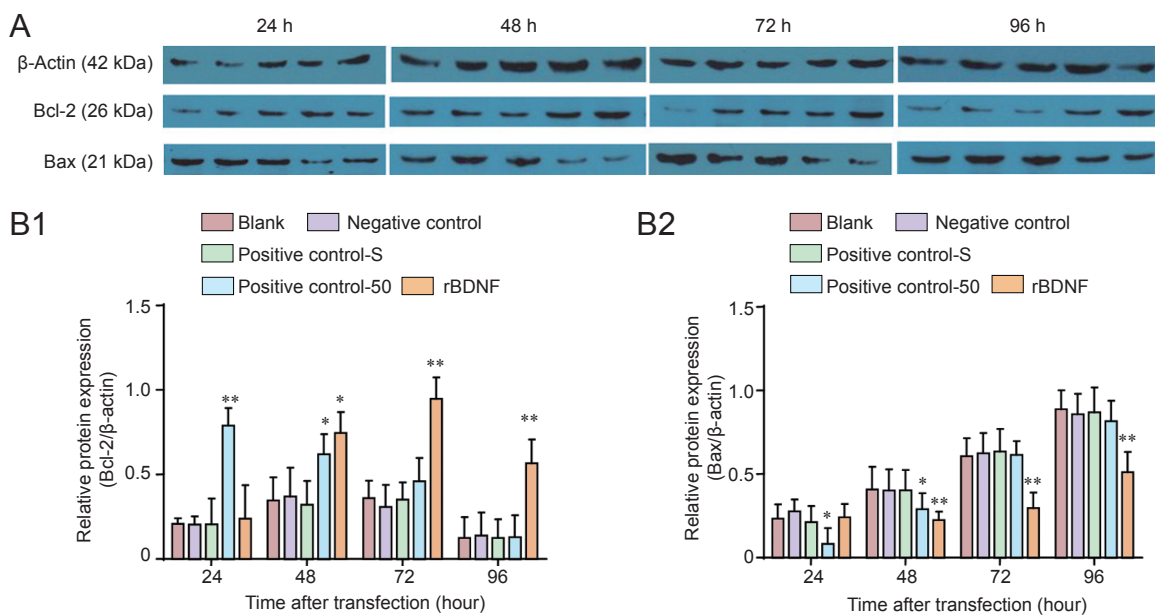 A
24 h
48 h
72 h
96 h
β-Actin (42 kDa)
Bcl-2 (26 kDa)
Bax (21 kDa)
B1
Blank
Negative control
Positive control-S
Positive control-50
rBDNF
Relative protein expression
(Bcl-2/β-actin)
1.5
1.0
0.5
0
**
*
*
**
**
24
48
72
96
Time after transfection (hour)
B2
Blank
Negative control
Positive control-S
Positive control-50
rBDNF
Relative protein expression
(Bax/β-actin)
1.5
1.0
0.5
0
*
*
**
**
**
24
48
72
96
Time after transfection (hour)